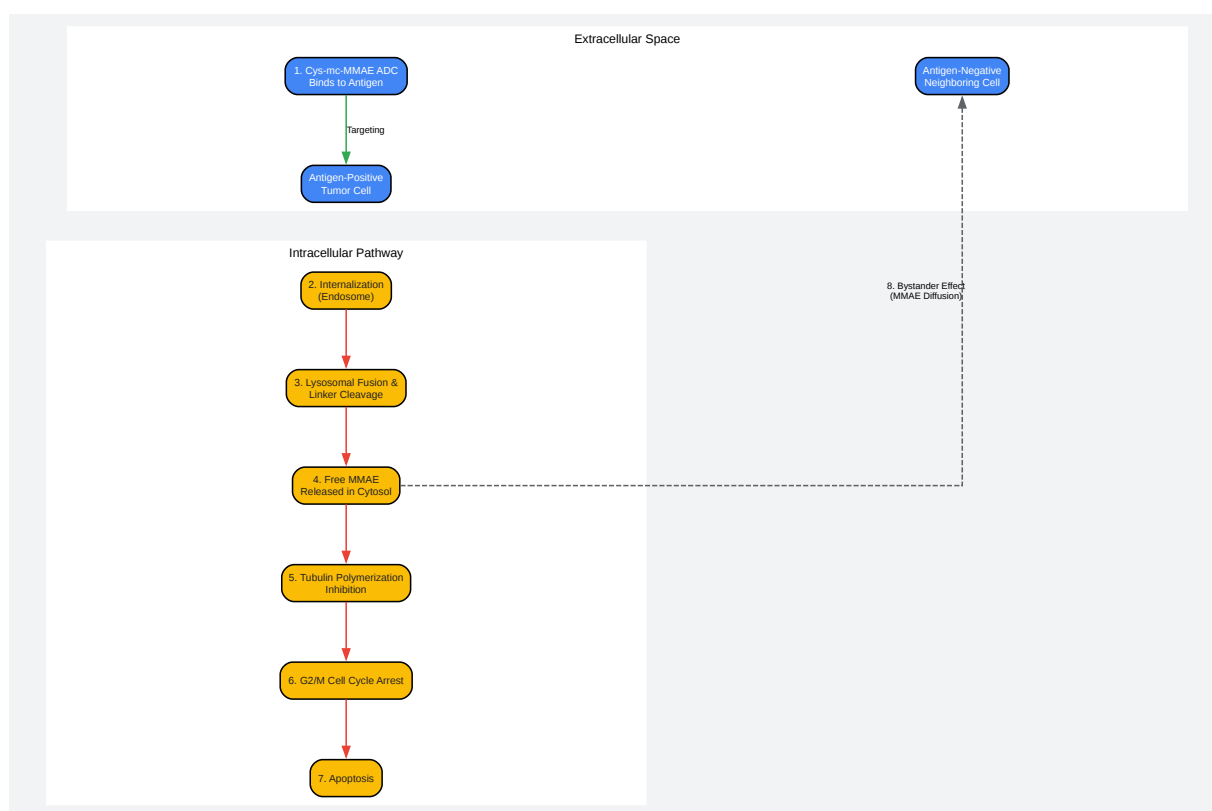 Extracellular Space
1. Cys-mc-MMAE ADC
Binds to Antigen
Antigen-Negative
Neighboring Cell
Targeting
Antigen-Positive
Tumor Cell
Intracellular Pathway
2. Internalization
(Endosome)
8. Bystander Effect
(MMAE Diffusion)
3. Lysosomal Fusion &
Linker Cleavage
4. Free MMAE
Released in Cytosol
5. Tubulin Polymerization
Inhibition
6. G2/M Cell Cycle Arrest
7. Apoptosis